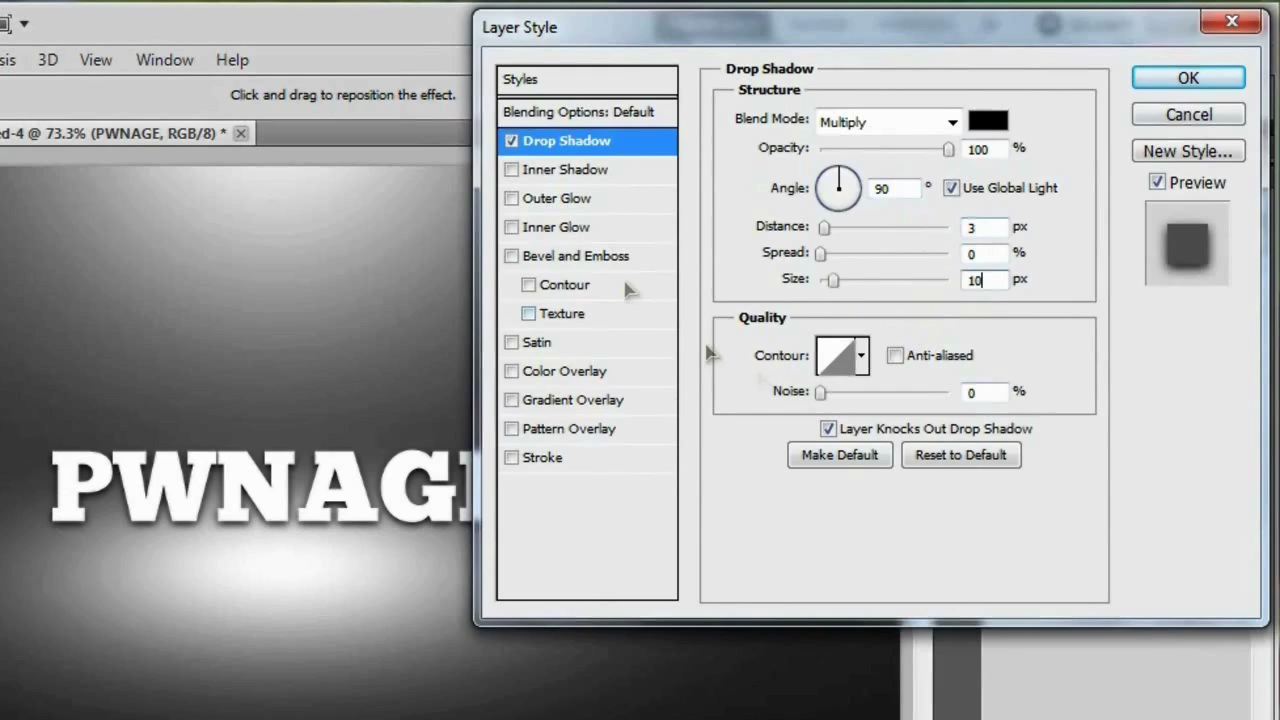 Layer Style
sis 3D View Window Help
Click and drag to reposition the effect.
ed-4 @ 73.3% (PWNAGE, RGB/8) *
PWNAGE
Styles
Blending Options: Default
Drop Shadow
Inner Shadow
Outer Glow
Inner Glow
Bevel and Emboss
Contour
Texture
Satin
Color Overlay
Gradient Overlay
Pattern Overlay
Stroke
Drop Shadow
Structure
Blend Mode: Multiply
Opacity: 100 %
Angle: 90 ° Use Global Light
Distance: 3 px
Spread: 0 %
Size: 10 px
Quality
Contour: Anti-aliased
Noise: 0 %
Layer Knocks Out Drop Shadow
Make Default Reset to Default
OK
Cancel
New Style...
Preview